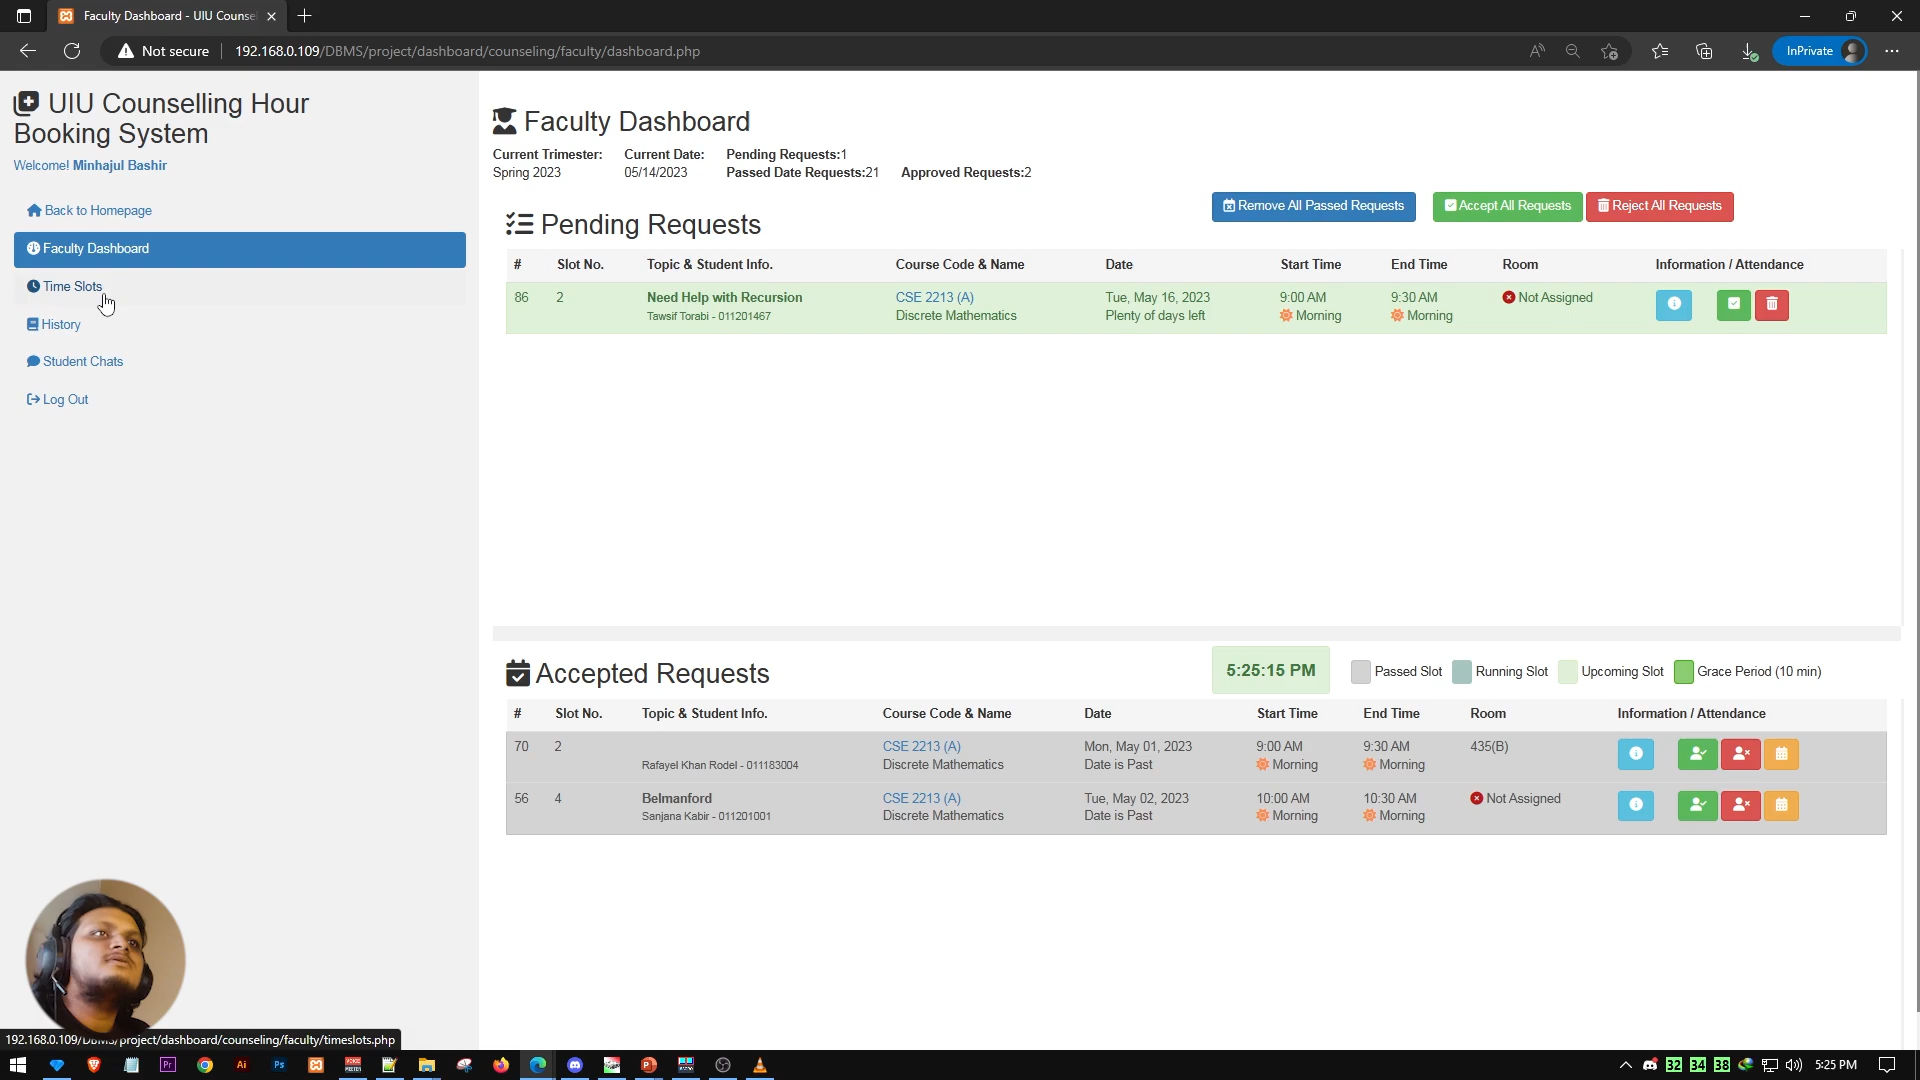 Faculty Dashboard - UIU Counse
Not secure
192.168.0.109/DBMS/project/dashboard/counseling/faculty/dashboard.php
InPrivate
UIU Counselling Hour
Booking System
Welcome! Minhajul Bashir
Back to Homepage
Faculty Dashboard
Time Slots
History
Student Chats
Log Out
Faculty Dashboard
Current Trimester: Current Date: Pending Requests:1
Spring 2023 05/14/2023 Passed Date Requests:21 Approved Requests:2
Pending Requests
Remove All Passed Requests Accept All Requests Reject All Requests
# Slot No. Topic & Student Info. Course Code & Name Date Start Time End Time Room Information / Attendance
86 2 Need Help with Recursion CSE 2213 (A) Tue, May 16, 2023 9:00 AM 9:30 AM Not Assigned
Tawsif Torabi - 011201467 Discrete Mathematics Plenty of days left Morning Morning
Accepted Requests
5:25:15 PM Passed Slot Running Slot Upcoming Slot Grace Period (10 min)
# Slot No. Topic & Student Info. Course Code & Name Date Start Time End Time Room Information / Attendance
70 2 CSE 2213 (A) Mon, May 01, 2023 9:00 AM 9:30 AM 435(B)
Rafayel Khan Rodel - 011183004 Discrete Mathematics Date is Past Morning Morning
56 4 Belmanford CSE 2213 (A) Tue, May 02, 2023 10:00 AM 10:30 AM Not Assigned
Sanjana Kabir - 011201001 Discrete Mathematics Date is Past Morning Morning
192.168.0.109/DBMS/project/dashboard/counseling/faculty/timeslots.php
Pr Ai Ps 32 34 38 5:25 PM